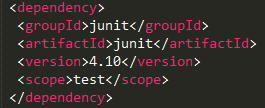 <dependency>
<groupId>junit</groupId>
<artifactId>junit</artifactId>
<version>4.10</version>
<scope>test</scope>
</dependency>